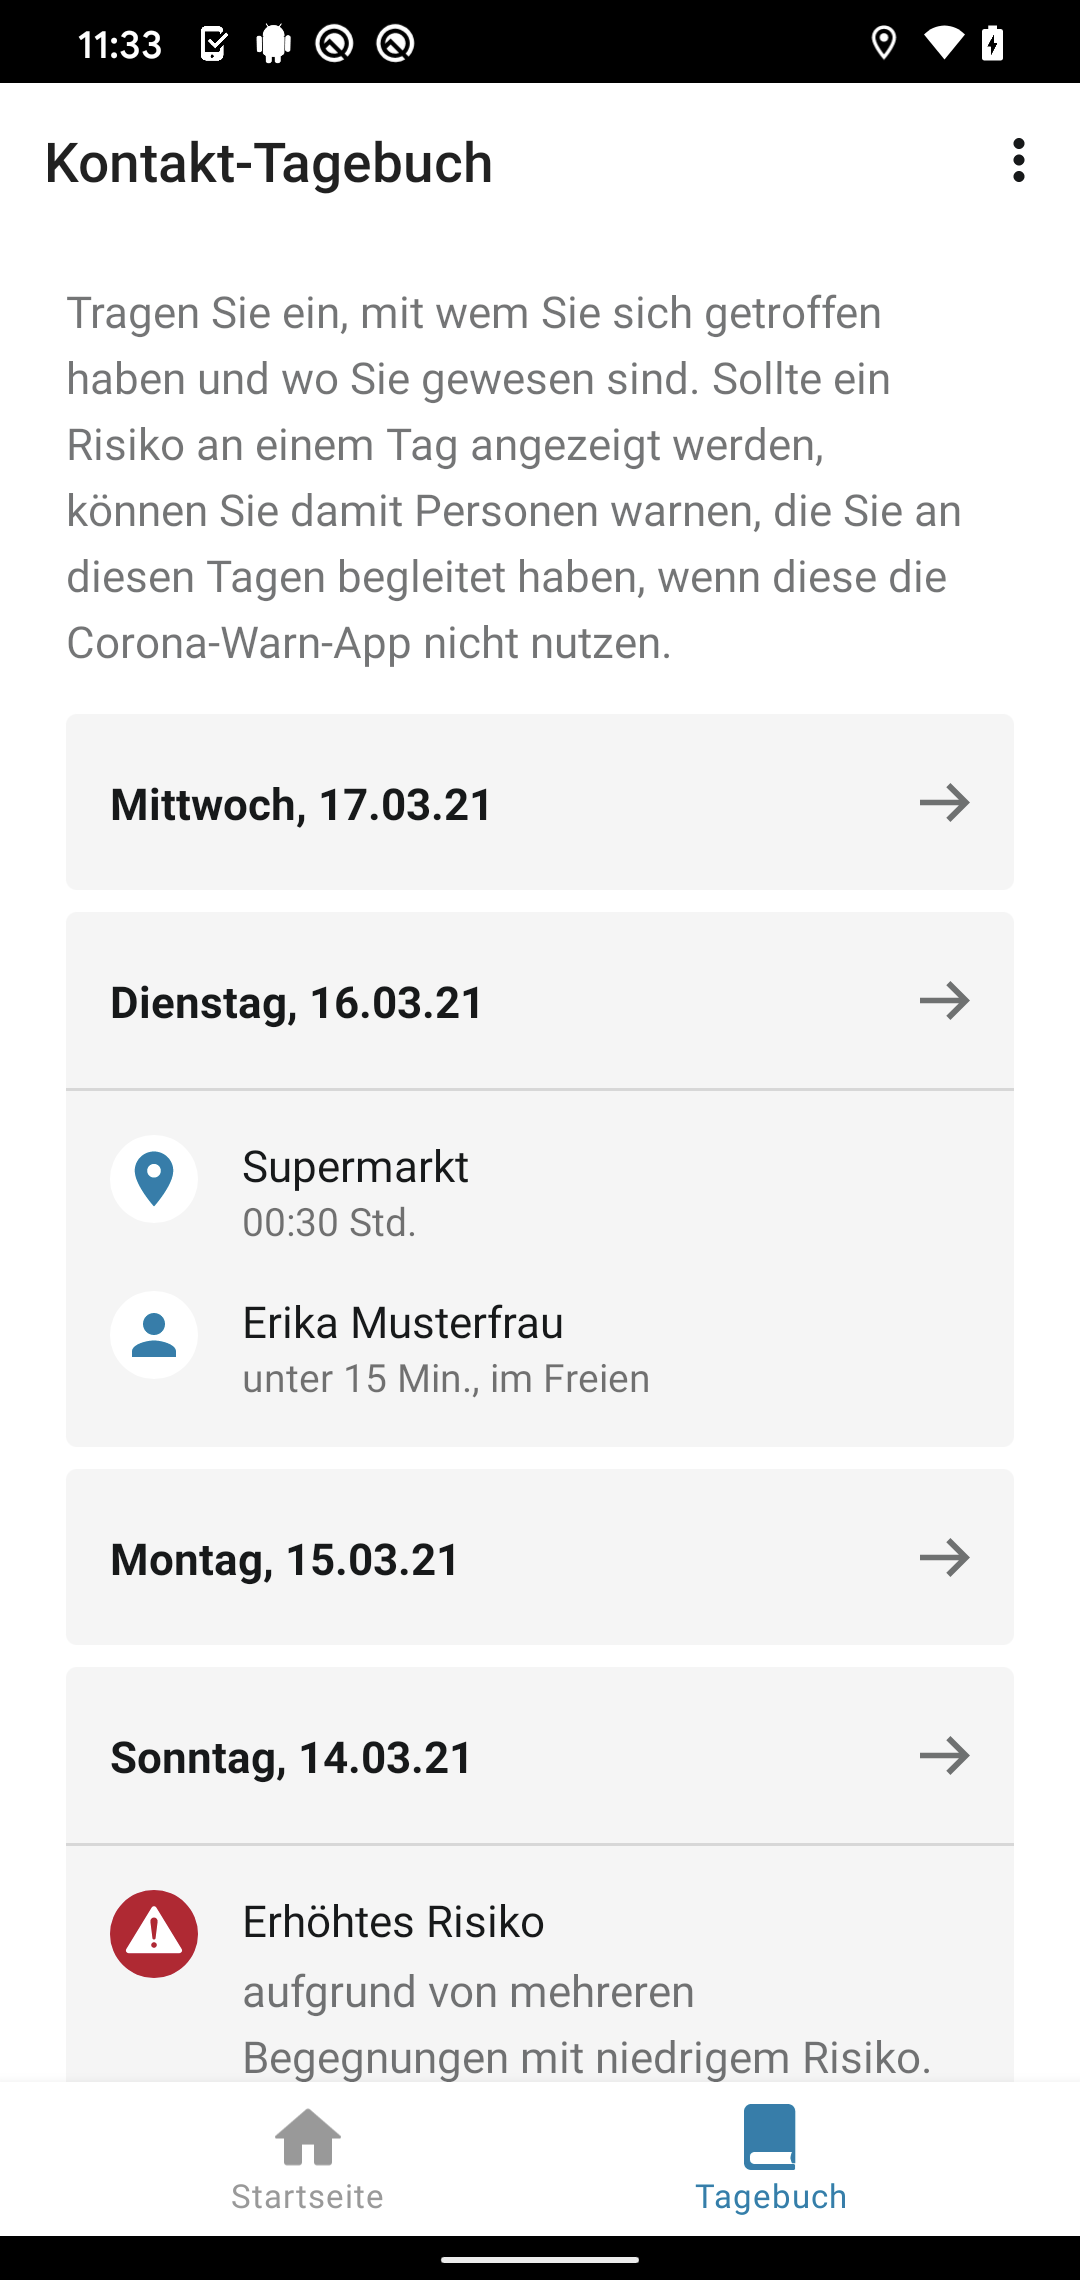 11:33
Kontakt-Tagebuch
Tragen Sie ein, mit wem Sie sich getroffen
haben und wo Sie gewesen sind. Sollte ein
Risiko an einem Tag angezeigt werden,
können Sie damit Personen warnen, die Sie an
diesen Tagen begleitet haben, wenn diese die
Corona-Warn-App nicht nutzen.
Mittwoch, 17.03.21
Dienstag, 16.03.21
Supermarkt
00:30 Std.
Erika Musterfrau
unter 15 Min., im Freien
Montag, 15.03.21
Sonntag, 14.03.21
Erhöhtes Risiko
aufgrund von mehreren
Begegnungen mit niedrigem Risiko.
Startseite
Tagebuch